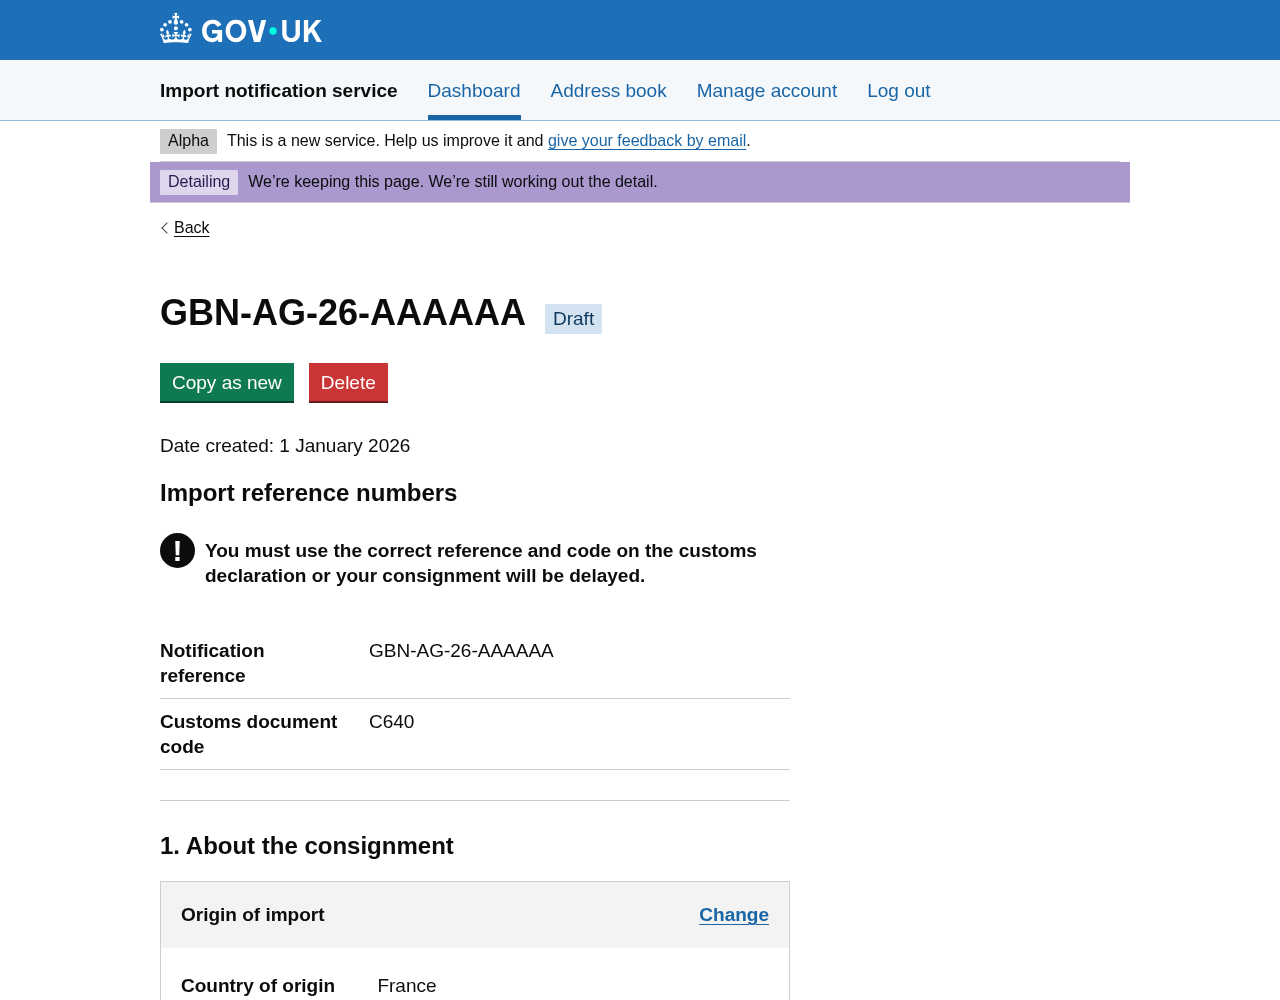 GOV·UK
Import notification service Dashboard Address book Manage account Log out
Alpha This is a new service. Help us improve it and give your feedback by email.
Detailing We’re keeping this page. We’re still working out the detail.
Back
GBN-AG-26-AAAAAA Draft
Copy as new Delete
Date created: 1 January 2026
Import reference numbers
! You must use the correct reference and code on the customs
declaration or your consignment will be delayed.
Notification GBN-AG-26-AAAAAA
reference
Customs document C640
code
1. About the consignment
Origin of import Change
Country of origin France